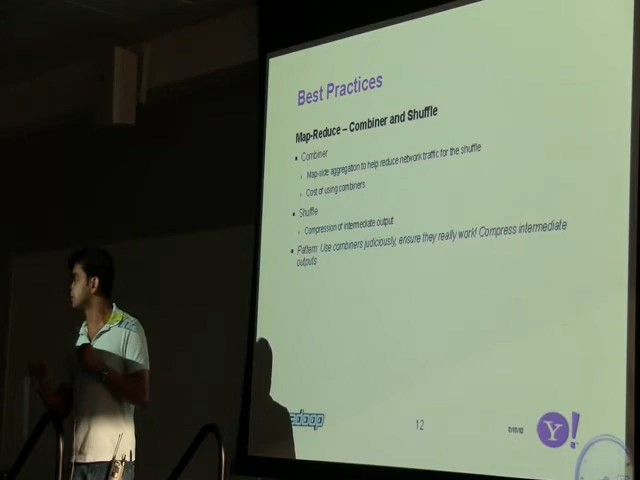 Best Practices
Map-Reduce – Combiner and Shuffle
Combiner
Map-side aggregation to help reduce network traffic for the shuffle
Cost of using combiners
Shuffle
Compression of intermediate output
Pattern: Use combiners judiciously, ensure they really work! Compress intermediate
outputs
12
Y!